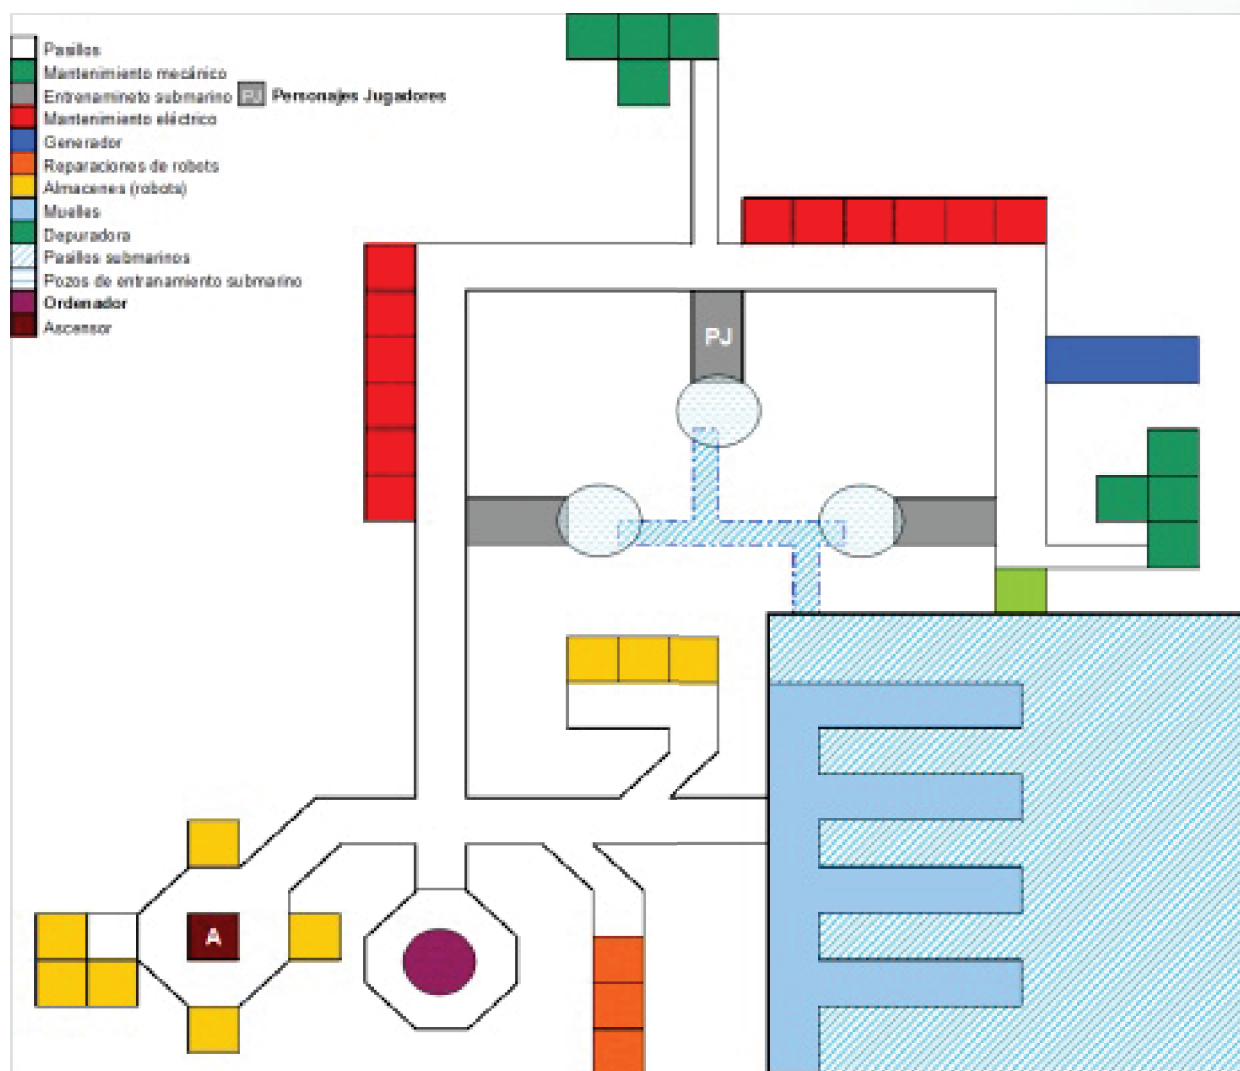 Pasillos
Mantenimiento mecánico
Entrenamineto submarino PJ Personajes Jugadores
Mantenimiento eléctrico
Generador
Reparaciones de robots
Almacenes (robots)
Muelles
Depuradora
Pasillos submarinos
Pozos de entranamiento submarino
Ordenador
Ascensor
PJ
A